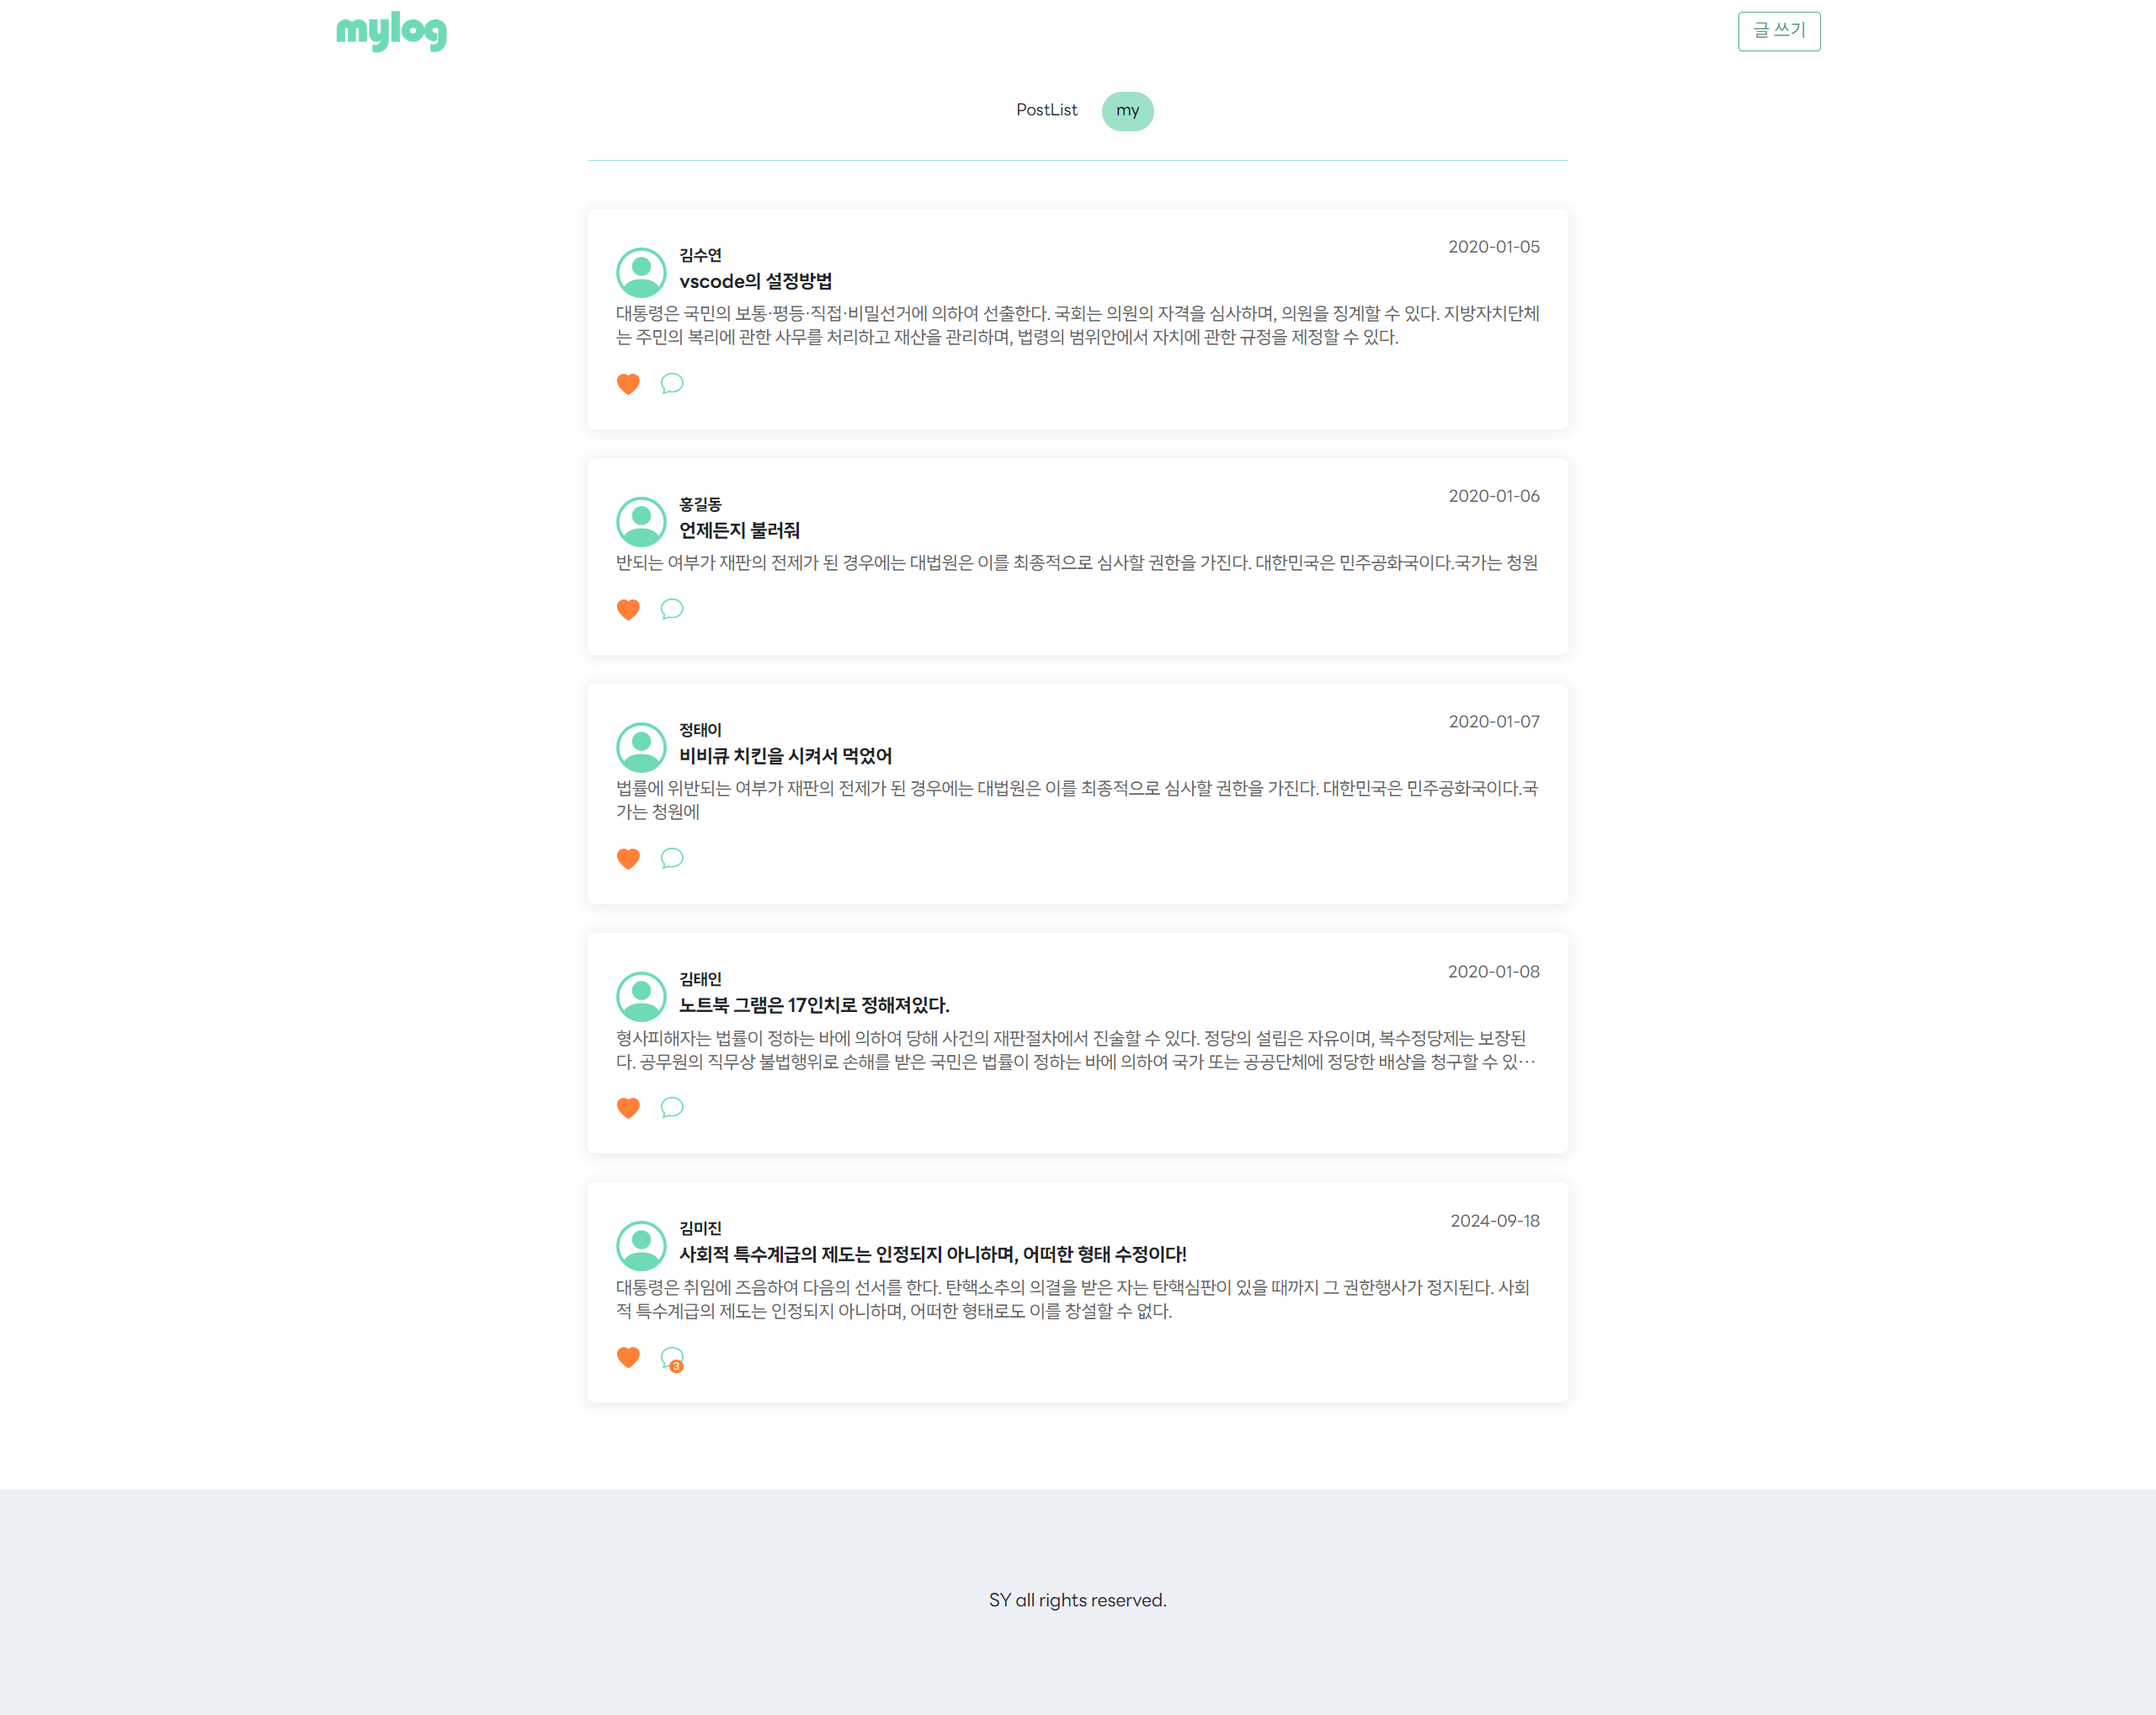 mylog
글 쓰기
PostList
my
2020-01-05
김수연
vscode의 설정방법
대통령은 국민의 보통·평등·직접·비밀선거에 의하여 선출한다. 국회는 의원의 자격을 심사하며, 의원을 징계할 수 있다. 지방자치단체
는 주민의 복리에 관한 사무를 처리하고 재산을 관리하며, 법령의 범위안에서 자치에 관한 규정을 제정할 수 있다.
2020-01-06
홍길동
언제든지 불러줘
반되는 여부가 재판의 전제가 된 경우에는 대법원은 이를 최종적으로 심사할 권한을 가진다. 대한민국은 민주공화국이다.국가는 청원
2020-01-07
정태이
비비큐 치킨을 시켜서 먹었어
법률에 위반되는 여부가 재판의 전제가 된 경우에는 대법원은 이를 최종적으로 심사할 권한을 가진다. 대한민국은 민주공화국이다.국
가는 청원에
2020-01-08
김태인
노트북 그램은 17인치로 정해져있다.
형사피해자는 법률이 정하는 바에 의하여 당해 사건의 재판절차에서 진술할 수 있다. 정당의 설립은 자유이며, 복수정당제는 보장된
다. 공무원의 직무상 불법행위로 손해를 받은 국민은 법률이 정하는 바에 의하여 국가 또는 공공단체에 정당한 배상을 청구할 수 있…
2024-09-18
김미진
사회적 특수계급의 제도는 인정되지 아니하며, 어떠한 형태 수정이다!
대통령은 취임에 즈음하여 다음의 선서를 한다. 탄핵소추의 의결을 받은 자는 탄핵심판이 있을 때까지 그 권한행사가 정지된다. 사회
적 특수계급의 제도는 인정되지 아니하며, 어떠한 형태로도 이를 창설할 수 없다.
3
SY all rights reserved.